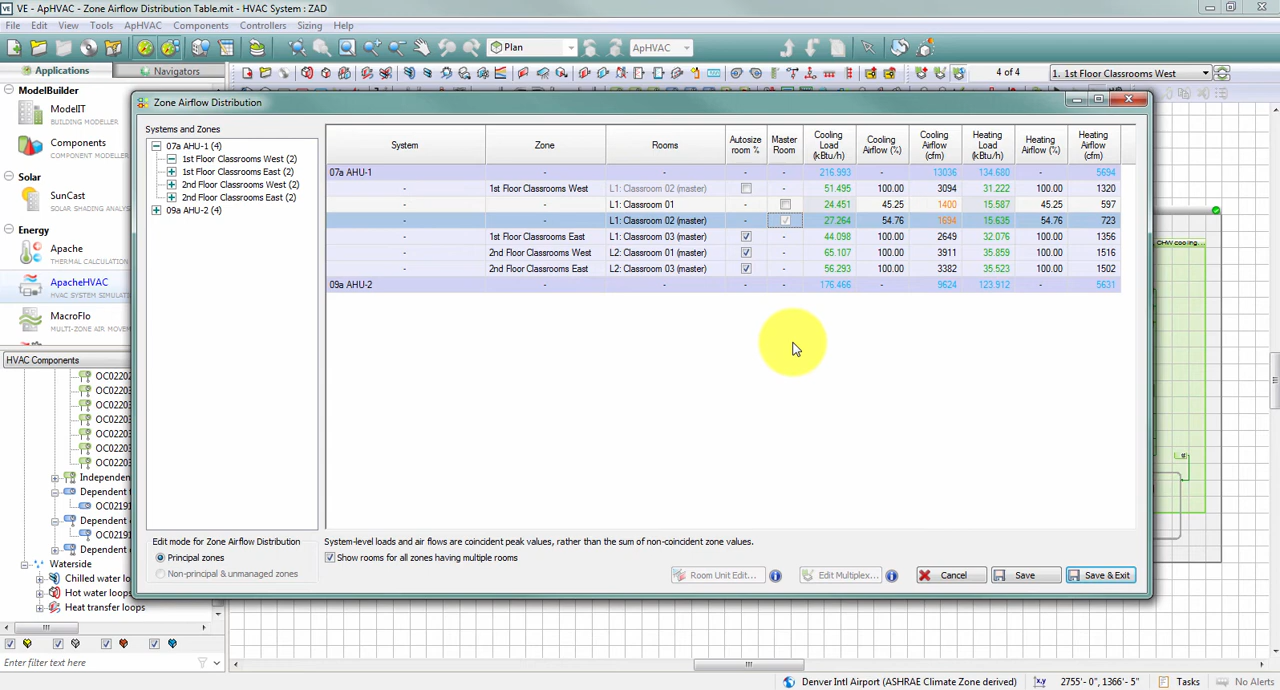 VE - ApHVAC - Zone Airflow Distribution Table.mit - HVAC System : ZAD
File Edit View Tools ApHVAC Components Controllers Sizing Help
Plan ApHVAC
Applications Navigators 4 of 4 1. 1st Floor Classrooms West
ModelBuilder
ModelIT
BUILDING MODELLER
Components
COMPONENT MODELLER
Solar
SunCast
SOLAR SHADING ANALYS
Energy
Apache
THERMAL CALCULATION
ApacheHVAC
HVAC SYSTEM SIMULATI
MacroFlo
MULTI-ZONE AIR MOVEM
HVAC Components
OC02202
OC02203
OC02203
OC02203
OC02203
OC02203
OC02203
Independen
Dependent t
OC02191
Dependent
OC02191
Dependent
Waterside
Chilled water lo
Hot water loops
Heat transfer loops
Enter filter text here
Zone Airflow Distribution
Systems and Zones
07a AHU-1 (4)
1st Floor Classrooms West (2)
1st Floor Classrooms East (2)
2nd Floor Classrooms West (2)
2nd Floor Classrooms East (2)
09a AHU-2 (4)
System Zone Rooms Autosize room % Master Room Cooling Load (kBtu/h) Cooling Airflow (%) Cooling Airflow (cfm) Heating Load (kBtu/h) Heating Airflow (%) Heating Airflow (cfm)
07a AHU-1 - - - - 216.993 - 13036 134.680 - 5694
- 1st Floor Classrooms West L1: Classroom 02 (master) - 51.495 100.00 3094 31.222 100.00 1320
- - L1: Classroom 01 - 24.451 45.25 1400 15.587 45.25 597
- - L1: Classroom 02 (master) - 27.264 54.76 1694 15.635 54.76 723
- 1st Floor Classrooms East L1: Classroom 03 (master) - 44.098 100.00 2649 32.076 100.00 1356
- 2nd Floor Classrooms West L2: Classroom 01 (master) - 65.107 100.00 3911 35.859 100.00 1516
- 2nd Floor Classrooms East L2: Classroom 03 (master) - 56.293 100.00 3382 35.523 100.00 1502
09a AHU-2 - - - - 176.466 - 9624 123.912 - 5631
CHW cooling...
Edit mode for Zone Airflow Distribution
Principal zones
Non-principal & unmanaged zones
System-level loads and air flows are coincident peak values, rather than the sum of non-coincident zone values.
Show rooms for all zones having multiple rooms
Room Unit Edit... Edit Multiplex... Cancel Save Save & Exit
Denver Intl Airport (ASHRAE Climate Zone derived) x,y 2755'- 0", 1366'- 5" Tasks No Alerts